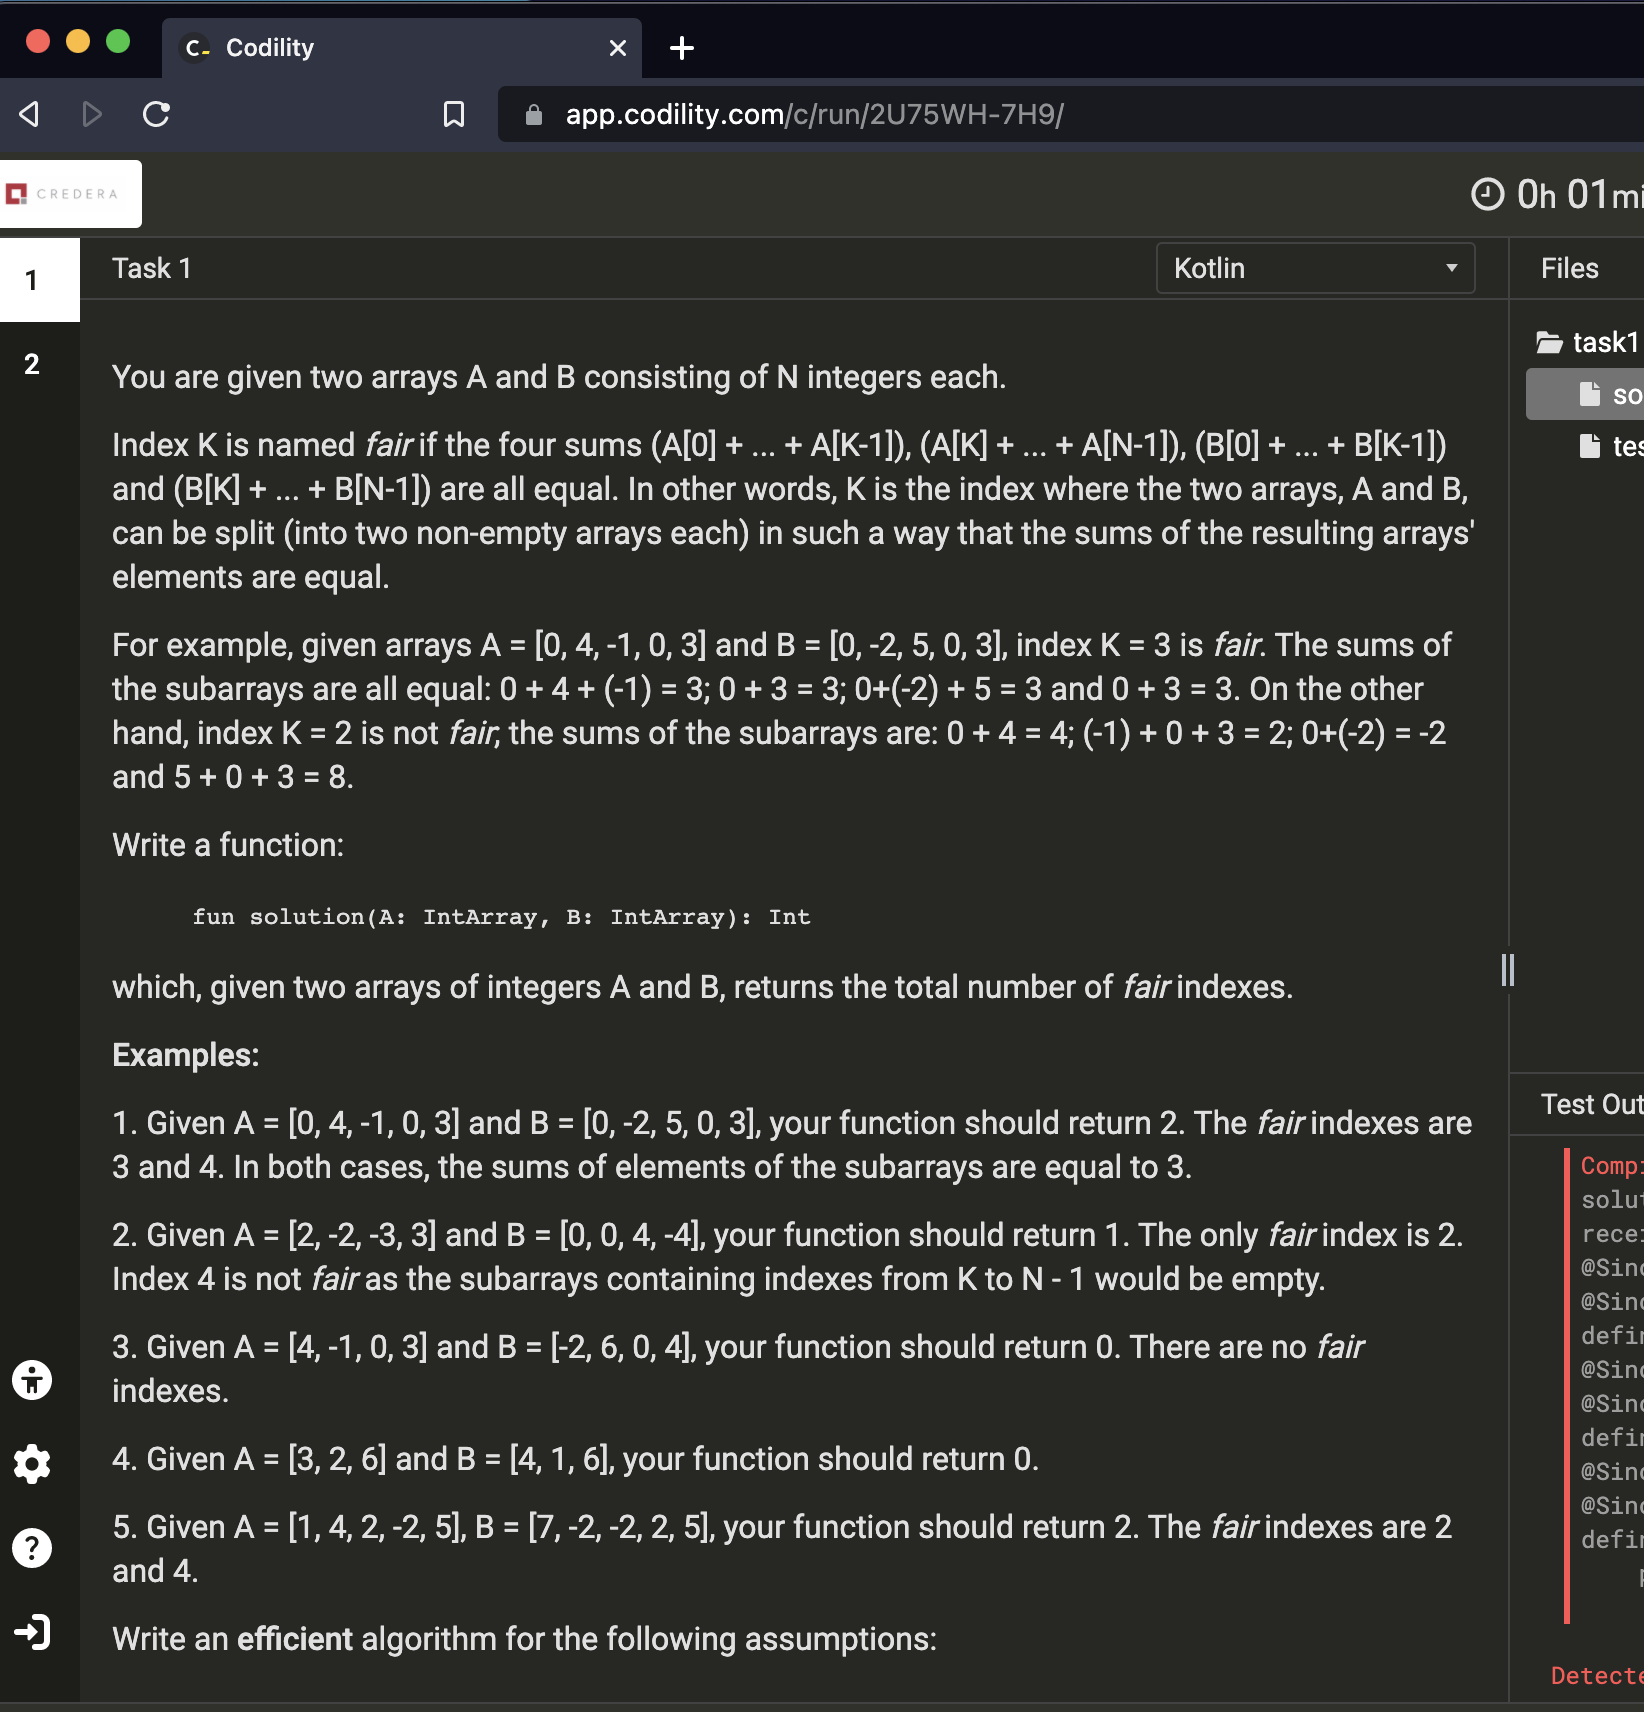 Codility
app.codility.com/c/run/2U75WH-7H9/
CREDERA
0h 01mi
1
Task 1
Kotlin
Files
2
task1
You are given two arrays A and B consisting of N integers each.
Index K is named fair if the four sums (A[0] + ... + A[K-1]), (A[K] + ... + A[N-1]), (B[0] + ... + B[K-1])
and (B[K] + ... + B[N-1]) are all equal. In other words, K is the index where the two arrays, A and B,
can be split (into two non-empty arrays each) in such a way that the sums of the resulting arrays'
elements are equal.
For example, given arrays A = [0, 4, -1, 0, 3] and B = [0, -2, 5, 0, 3], index K = 3 is fair. The sums of
the subarrays are all equal: 0 + 4 + (-1) = 3; 0 + 3 = 3; 0+(-2) + 5 = 3 and 0 + 3 = 3. On the other
hand, index K = 2 is not fair; the sums of the subarrays are: 0 + 4 = 4; (-1) + 0 + 3 = 2; 0+(-2) = -2
and 5 + 0 + 3 = 8.
Write a function:
fun solution(A: IntArray, B: IntArray): Int
which, given two arrays of integers A and B, returns the total number of fair indexes.
Examples:
1. Given A = [0, 4, -1, 0, 3] and B = [0, -2, 5, 0, 3], your function should return 2. The fair indexes are
3 and 4. In both cases, the sums of elements of the subarrays are equal to 3.
2. Given A = [2, -2, -3, 3] and B = [0, 0, 4, -4], your function should return 1. The only fair index is 2.
Index 4 is not fair as the subarrays containing indexes from K to N - 1 would be empty.
3. Given A = [4, -1, 0, 3] and B = [-2, 6, 0, 4], your function should return 0. There are no fair
indexes.
4. Given A = [3, 2, 6] and B = [4, 1, 6], your function should return 0.
5. Given A = [1, 4, 2, -2, 5], B = [7, -2, -2, 2, 5], your function should return 2. The fair indexes are 2
and 4.
Write an efficient algorithm for the following assumptions:
so
tes
Test Out
Comp
solut
recei
@Sinc
@Sinc
defin
@Sinc
@Sinc
defin
@Sinc
@Sinc
defin
Detecte